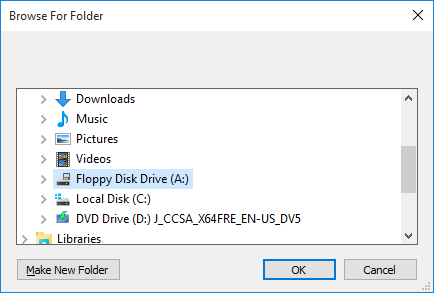 Browse For Folder
Downloads
Music
Pictures
Videos
Floppy Disk Drive (A:)
Local Disk (C:)
DVD Drive (D:) J_CCSA_X64FRE_EN-US_DV5
Libraries
Make New Folder
OK
Cancel